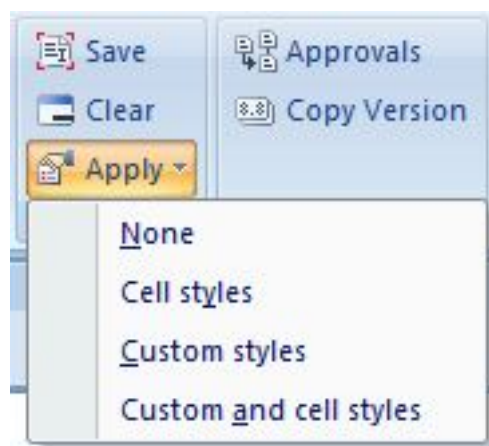 Save
Approvals
Clear
Copy Version
Apply
None
Cell styles
Custom styles
Custom and cell styles